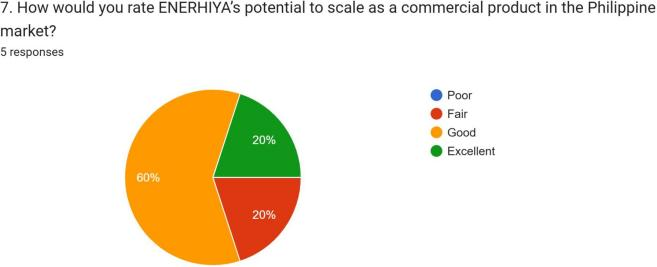 7. How would you rate ENERHIYA’s potential to scale as a commercial product in the Philippine
market?
5 responses
Poor
Fair
Good
Excellent
20%
60%
20%